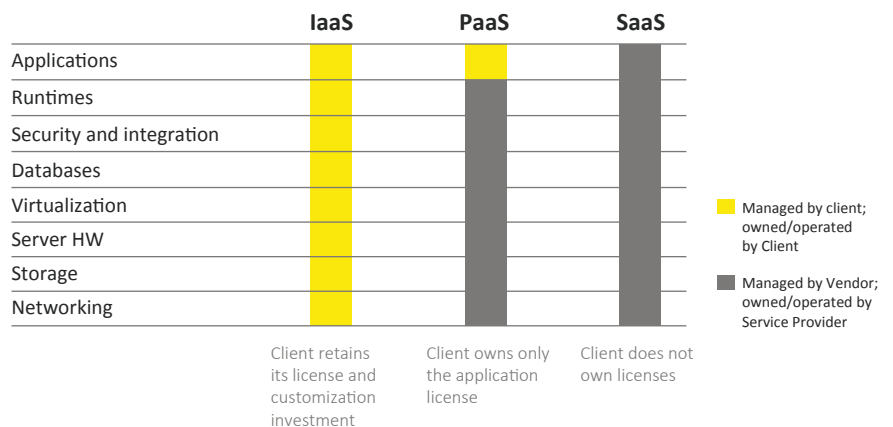 IaaS PaaS SaaS
Applications
Runtimes
Security and integration
Databases
Virtualization
Server HW
Storage
Networking
Client retains
its license and
customization
investment
Client owns only
the application
license
Client does not
own licenses
Managed by client;
owned/operated
by Client
Managed by Vendor;
owned/operated by
Service Provider